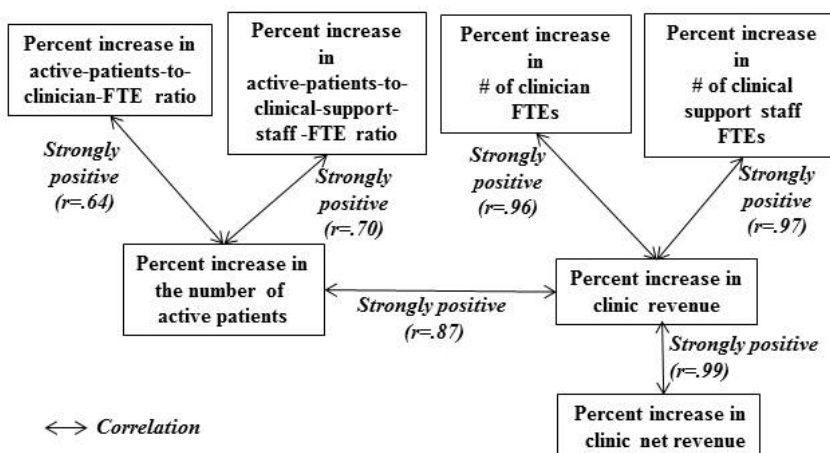 Percent increase in
active-patients-to-
clinician-FTE ratio
Percent increase
in
active-patients-to-
clinical-support-
staff -FTE ratio
Percent increase
in
# of clinician
FTEs
Percent increase
in
# of clinical
support staff
FTEs
Strongly
positive
(r=.64)
Strongly
positive
(r=.70)
Strongly
positive
(r=.96)
Strongly
positive
(r=.97)
Percent increase in
the number of
active patients
Strongly positive
(r=.87)
Percent increase in
clinic revenue
Strongly positive
(r=.99)
Percent increase in
clinic net revenue
Correlation